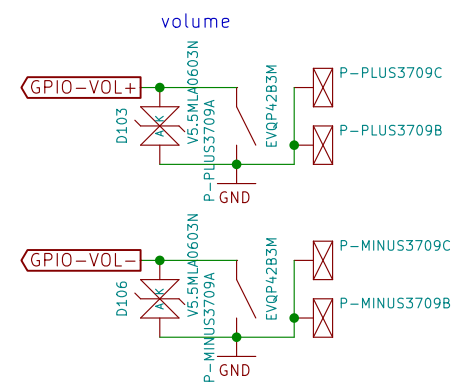 volume
GPIO-VOL+
D103
A K
V5.5MLA0603N
P-PLUS3709A
EVQP42B3M
P-PLUS3709C
P-PLUS3709B
GND
GPIO-VOL-
D106
A K
V5.5MLA0603N
P-MINUS3709A
EVQP42B3M
P-MINUS3709C
P-MINUS3709B
GND